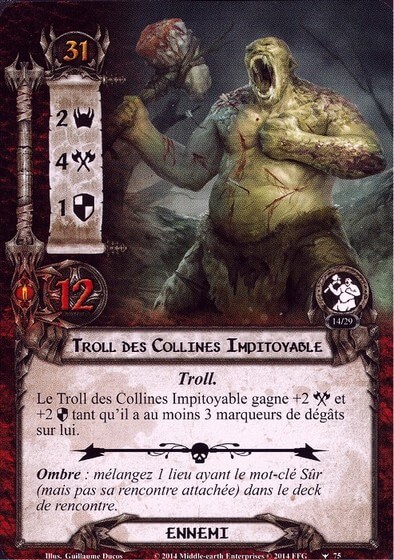 31
2
4
1
12
14/29
Troll des Collines Impitoyable
Troll.
Le Troll des Collines Impitoyable gagne +2 et
+2 tant qu'il a au moins 3 marqueurs de dégâts
sur lui.
Ombre : mélangez 1 lieu ayant le mot-clé Sûr
(mais pas sa rencontre attachée) dans le deck
de rencontre.
ENNEMI
Illus. Guillaume Ducos © 2014 Middle-earth Enterprises © 2014 FFG 75